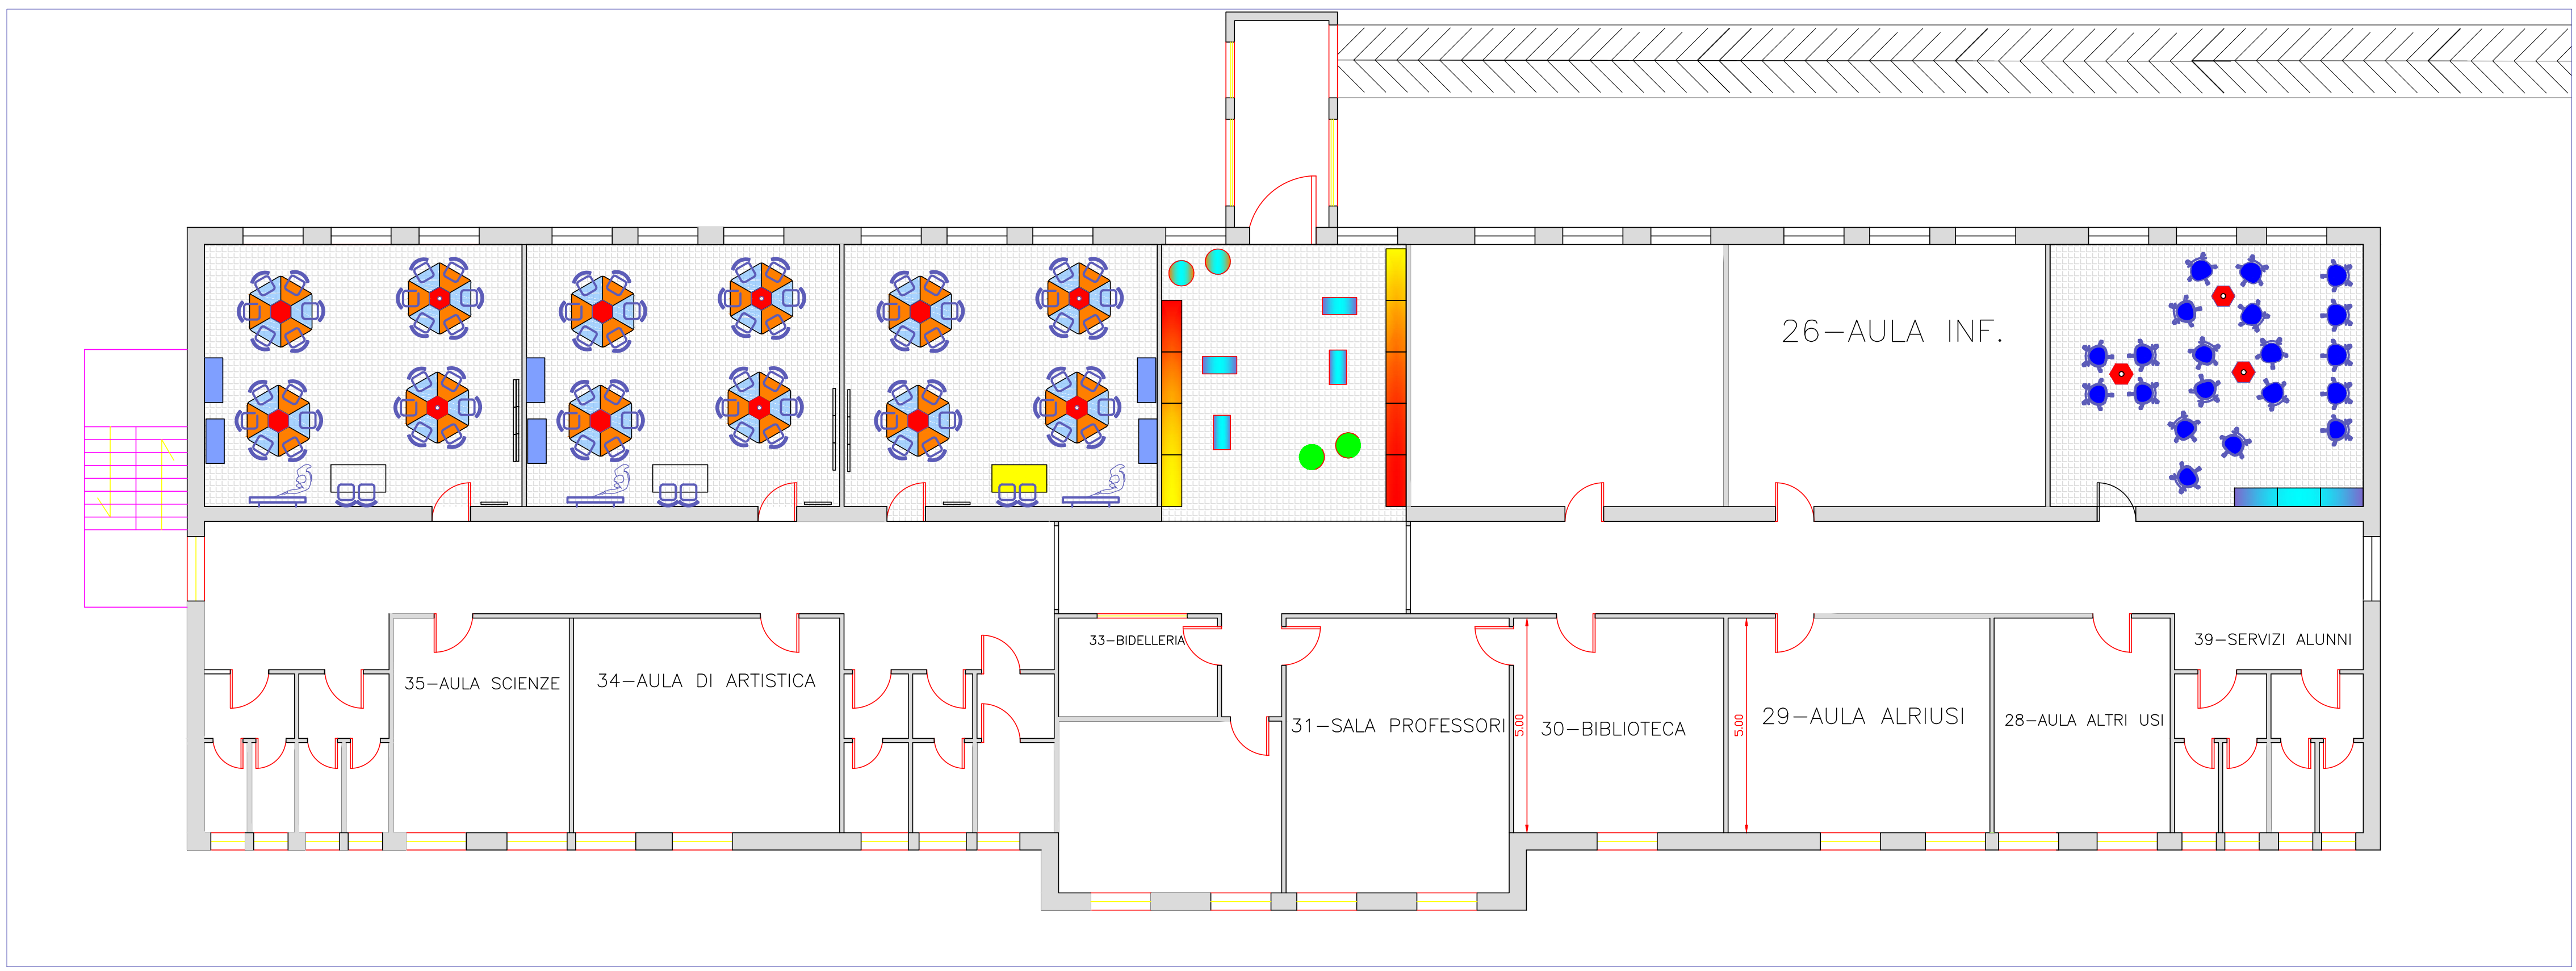 26-AULA INF.
33-BIDELLERIA
39-SERVIZI ALUNNI
35-AULA SCIENZE
34-AULA DI ARTISTICA
31-SALA PROFESSORI
5.00
30-BIBLIOTECA
5.00
29-AULA ALRIUSI
28-AULA ALTRI USI